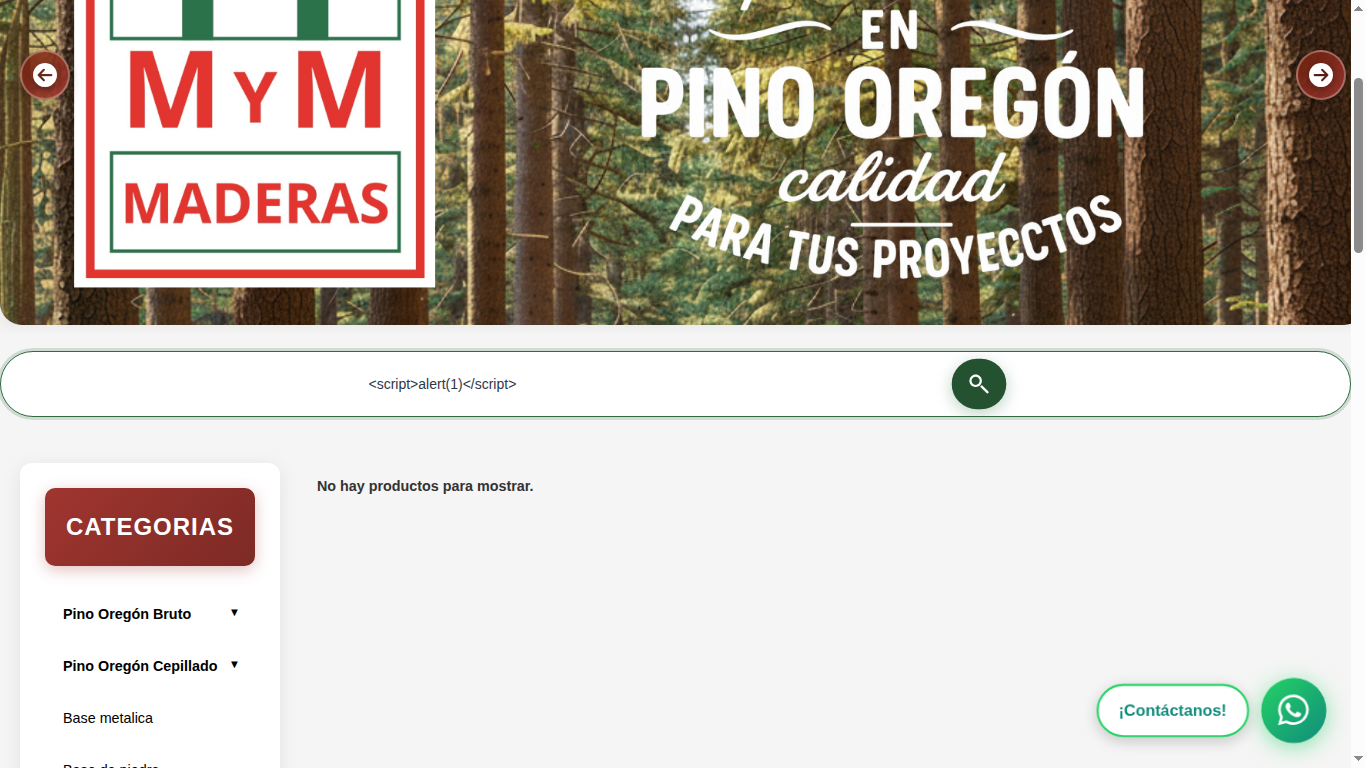 M Y M
MADERAS
EN
PINO OREGÓN
calidad
PARA TUS PROYECCTOS
<script>alert(1)</script>
CATEGORIAS
No hay productos para mostrar.
Pino Oregón Bruto ▼
Pino Oregón Cepillado ▼
Base metalica
¡Contáctanos!